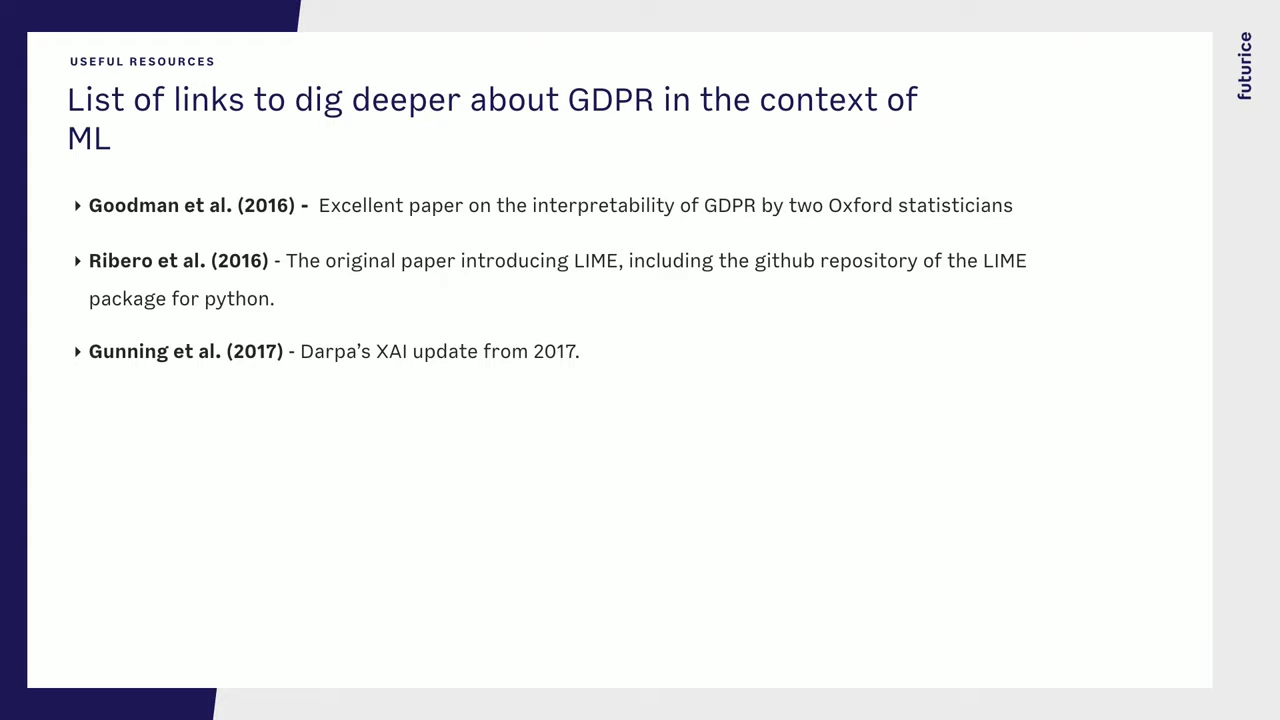 USEFUL RESOURCES
List of links to dig deeper about GDPR in the context of
ML
Goodman et al. (2016) - Excellent paper on the interpretability of GDPR by two Oxford statisticians
Ribero et al. (2016) - The original paper introducing LIME, including the github repository of the LIME
package for python.
Gunning et al. (2017) - Darpa’s XAI update from 2017.
futurice